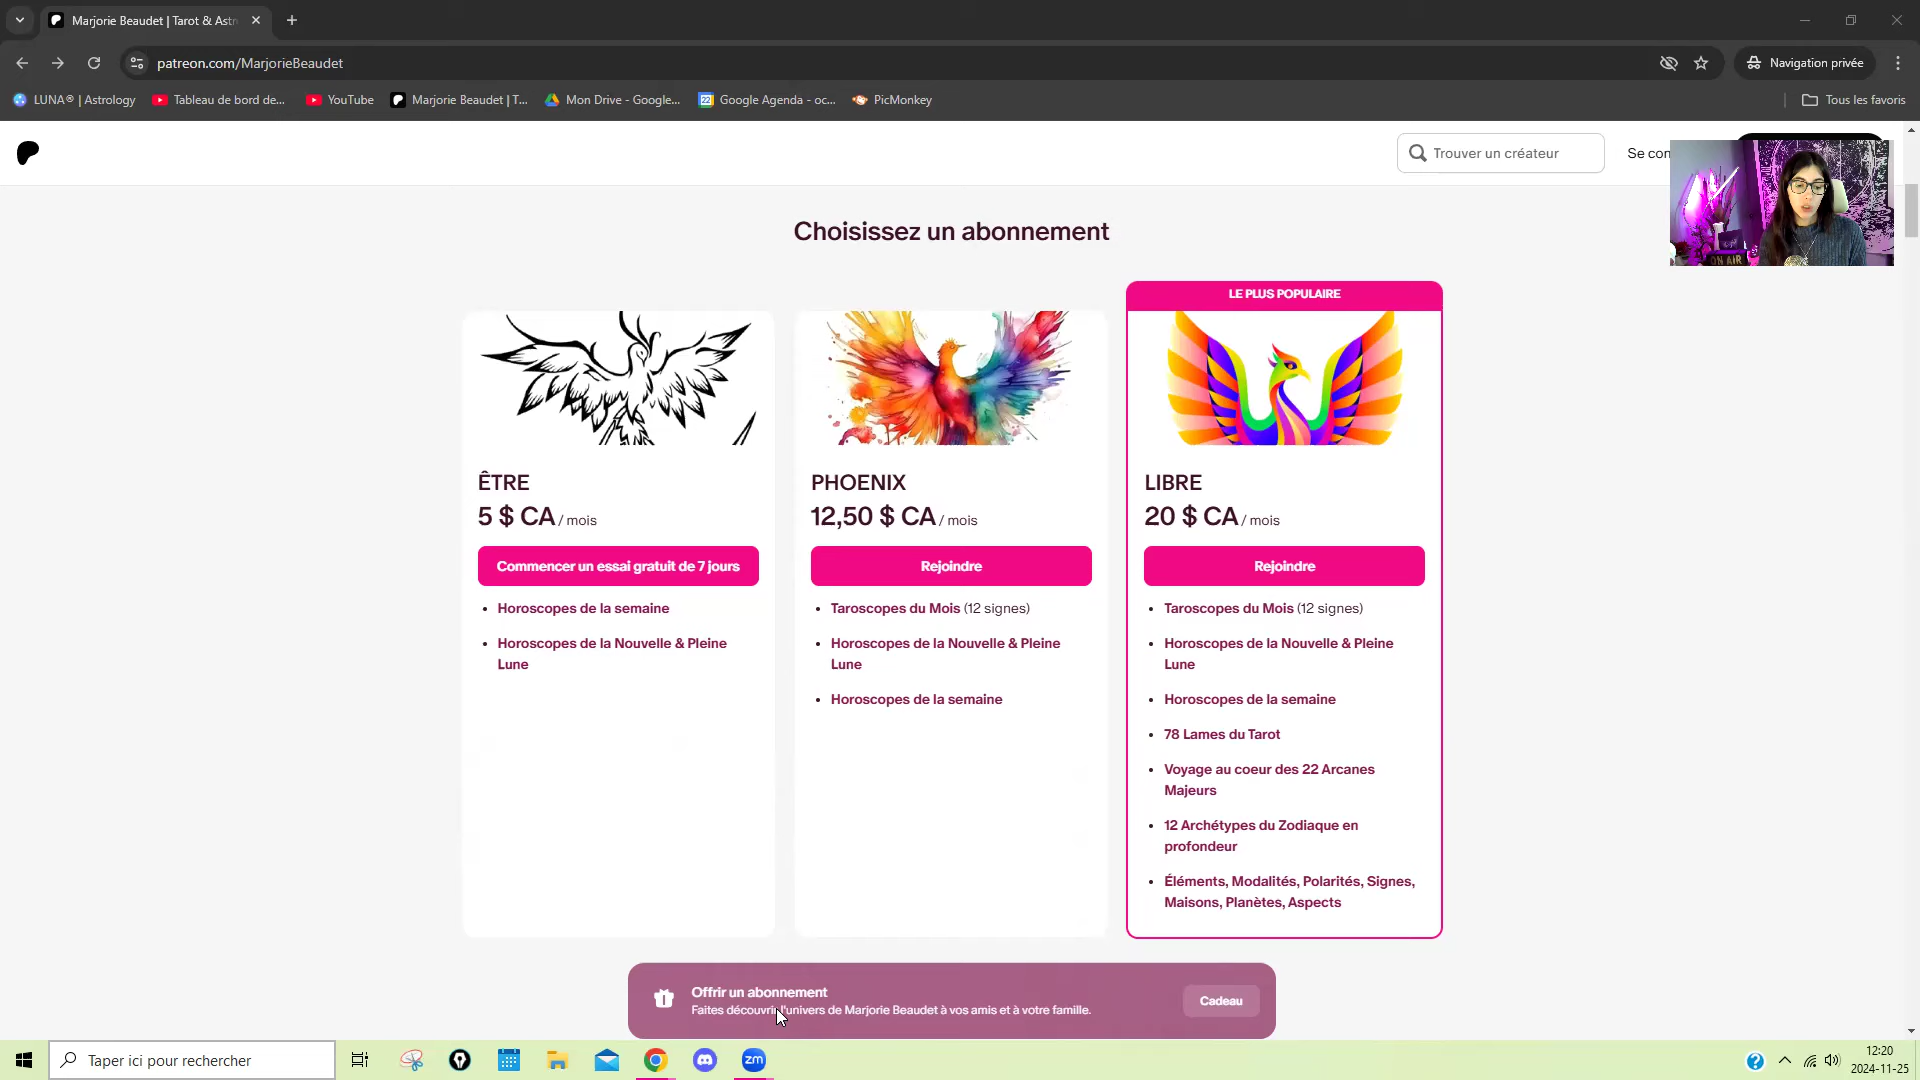 Marjorie Beaudet | Tarot & Astr
patreon.com/MarjorieBeaudet
Navigation privée
LUNA® | Astrology
Tableau de bord de...
YouTube
Marjorie Beaudet | T...
Mon Drive - Google...
22
Google Agenda - oc...
PicMonkey
Tous les favoris
Trouver un créateur
Se con
ON AIR
Choisissez un abonnement
LE PLUS POPULAIRE
ÊTRE
5 $ CA / mois
Commencer un essai gratuit de 7 jours
Horoscopes de la semaine
Horoscopes de la Nouvelle & Pleine
Lune
PHOENIX
12,50 $ CA / mois
Rejoindre
Taroscopes du Mois (12 signes)
Horoscopes de la Nouvelle & Pleine
Lune
Horoscopes de la semaine
LIBRE
20 $ CA / mois
Rejoindre
Taroscopes du Mois (12 signes)
Horoscopes de la Nouvelle & Pleine
Lune
Horoscopes de la semaine
78 Lames du Tarot
Voyage au coeur des 22 Arcanes
Majeurs
12 Archétypes du Zodiaque en
profondeur
Éléments, Modalités, Polarités, Signes,
Maisons, Planètes, Aspects
Offrir un abonnement
Faites découvrir l'univers de Marjorie Beaudet à vos amis et à votre famille.
Cadeau
Taper ici pour rechercher
zm
12:20
2024-11-25